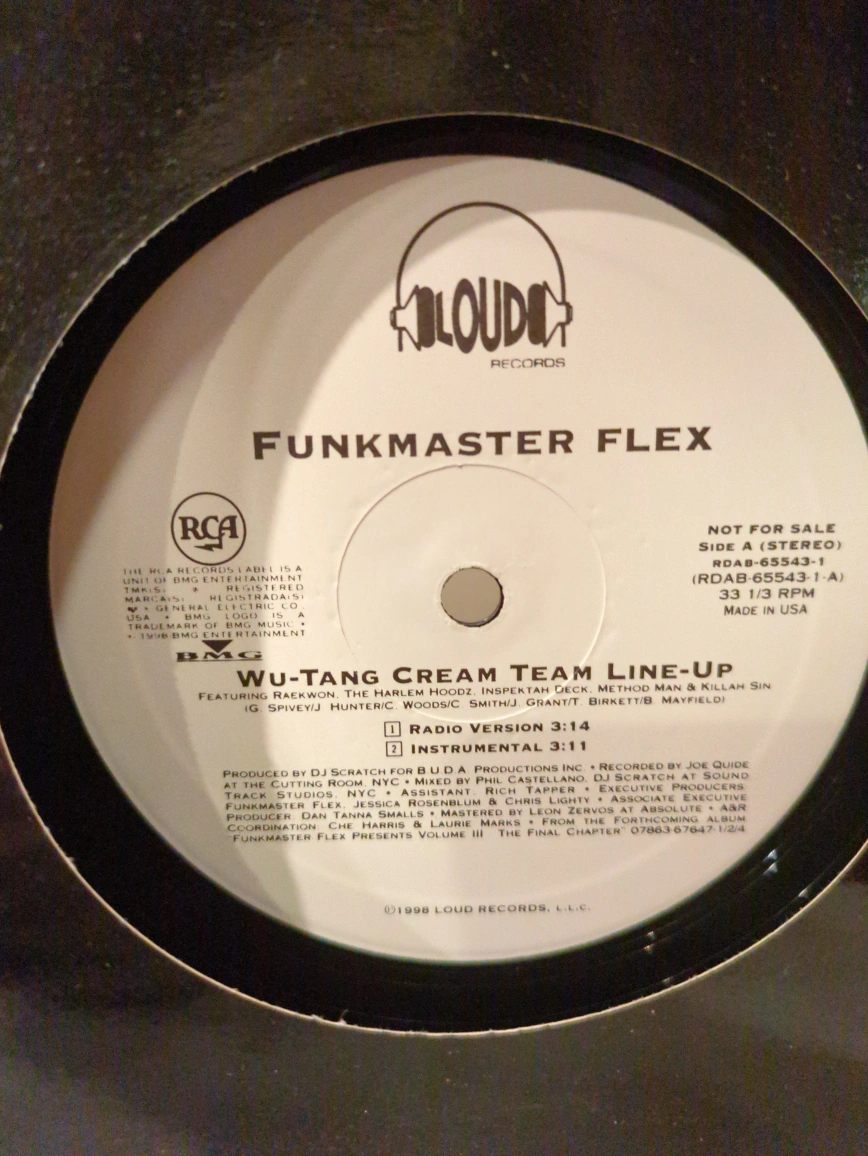 LOUD
RECORDS
FUNKMASTER FLEX
RCA
THE RCA RECORDS LABEL IS A
UNIT OF BMG ENTERTAINMENT
TMK(S) ® REGISTERED
MARCA(S) REGISTRADA(S)
• GENERAL ELECTRIC CO.,
USA • BMG LOGO IS A
TRADEMARK OF BMG MUSIC •
• 1998 BMG ENTERTAINMENT
BMG
NOT FOR SALE
SIDE A (STEREO)
RDAB-65543-1
(RDAB-65543-1-A)
33 1/3 RPM
MADE IN USA
WU-TANG CREAM TEAM LINE-UP
FEATURING RAEKWON, THE HARLEM HOODZ, INSPEKTAH DECK, METHOD MAN & KILLAH SIN
(G. SPIVEY/J. HUNTER/C. WOODS/C. SMITH/J. GRANT/T. BIRKETT/B. MAYFIELD)
1 RADIO VERSION 3:14
2 INSTRUMENTAL 3:11
PRODUCED BY DJ SCRATCH FOR B.U.D.A. PRODUCTIONS INC. • RECORDED BY JOE QUIDE
AT THE CUTTING ROOM, NYC • MIXED BY PHIL CASTELLANO, DJ SCRATCH AT SOUND
TRACK STUDIOS, NYC • ASSISTANT: RICH TAPPER • EXECUTIVE PRODUCERS:
FUNKMASTER FLEX, JESSICA ROSENBLUM & CHRIS LIGHTY • ASSOCIATE EXECUTIVE
PRODUCER: DAN TANNA SMALLS • MASTERED BY LEON ZERVOS AT ABSOLUTE • A&R
COORDINATION: CHE HARRIS & LAURIE MARKS • FROM THE FORTHCOMING ALBUM
"FUNKMASTER FLEX PRESENTS VOLUME III THE FINAL CHAPTER" 07863-67647-1/2/4
℗©1998 LOUD RECORDS, L.L.C.